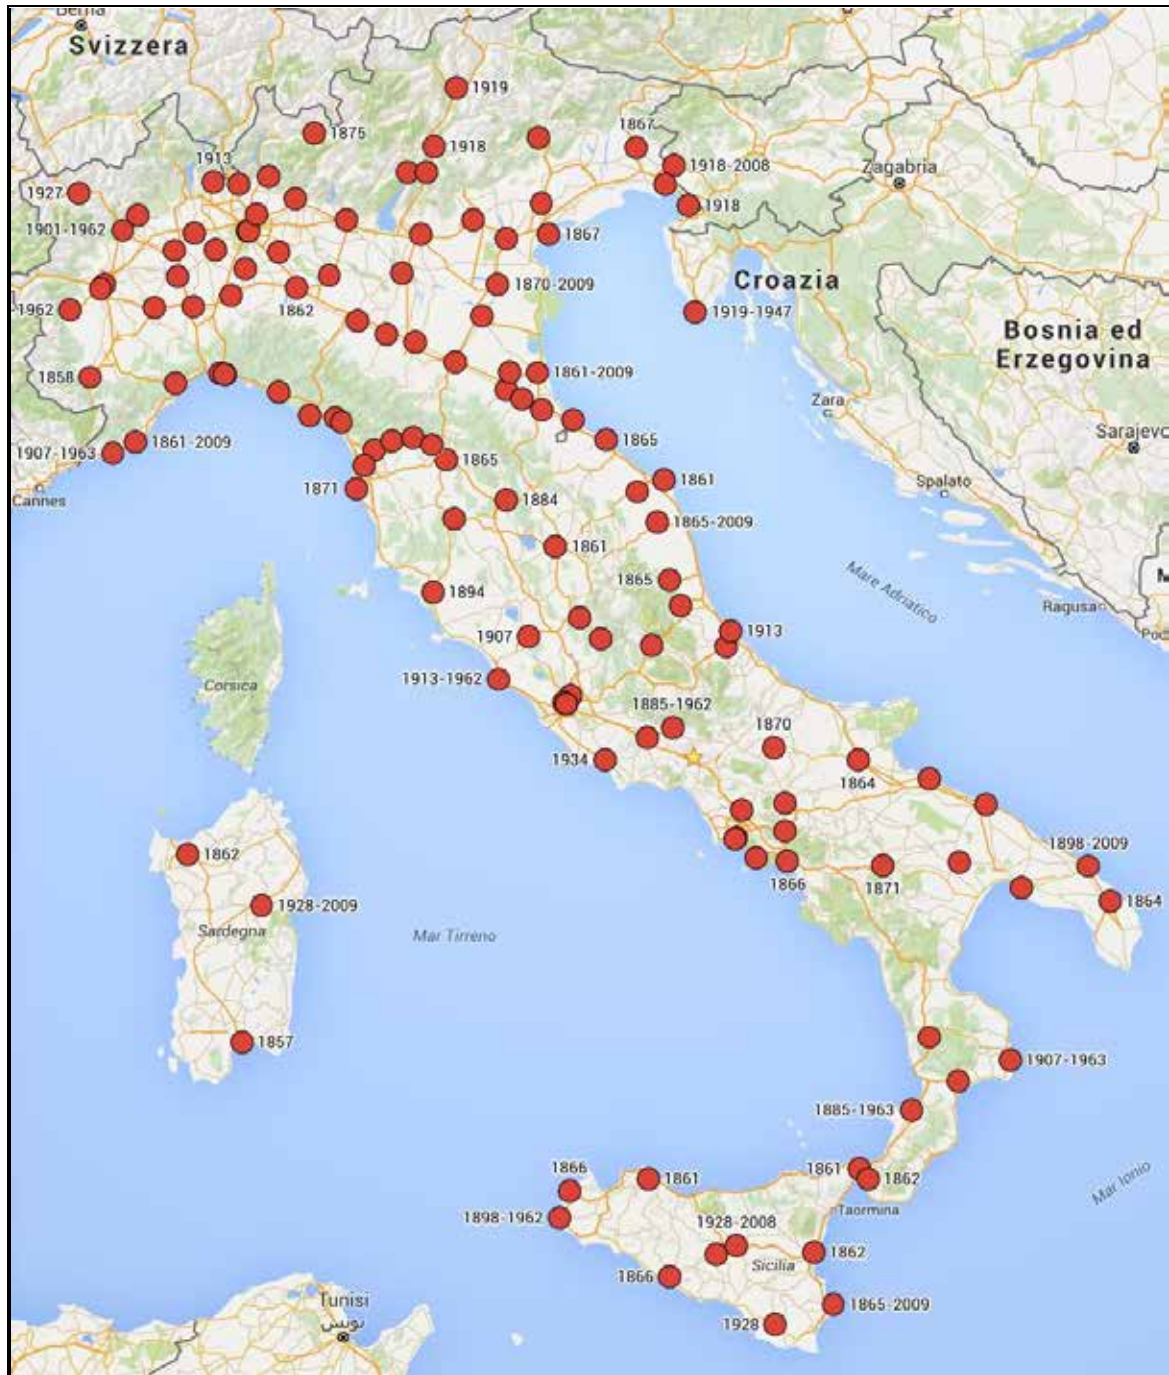 Berna
Svizzera
1919
1875
1918
1867
1913
1918-2008
Zagabria
1927
1918
1901-1962
1867
Croazia
1870-2009
-1962
1862
1919-1947
Bosnia ed
Erzegovina
1858
1861-2009
Zara
1861-2009
1865
Sarajevo
1907-1963
1865
1871
1861
Spalato
Cannes
1884
1865-2009
1861
Mare Adriatico
1865
1894
M
Ragusa
1907
1913
Poc
1913-1962
Corsica
1885-1962
1870
1934
1864
1862
1898-2009
1866
1871
1928-2009
1864
Sardegna
Mar Tirreno
1857
1907-1963
1885-1963
1866
1861
1861
1862
Mar Ionio
1898-1962
Taormina
1928-2008
1862
Sicilia
1866
Tunisi
تونس
1865-2009
1928